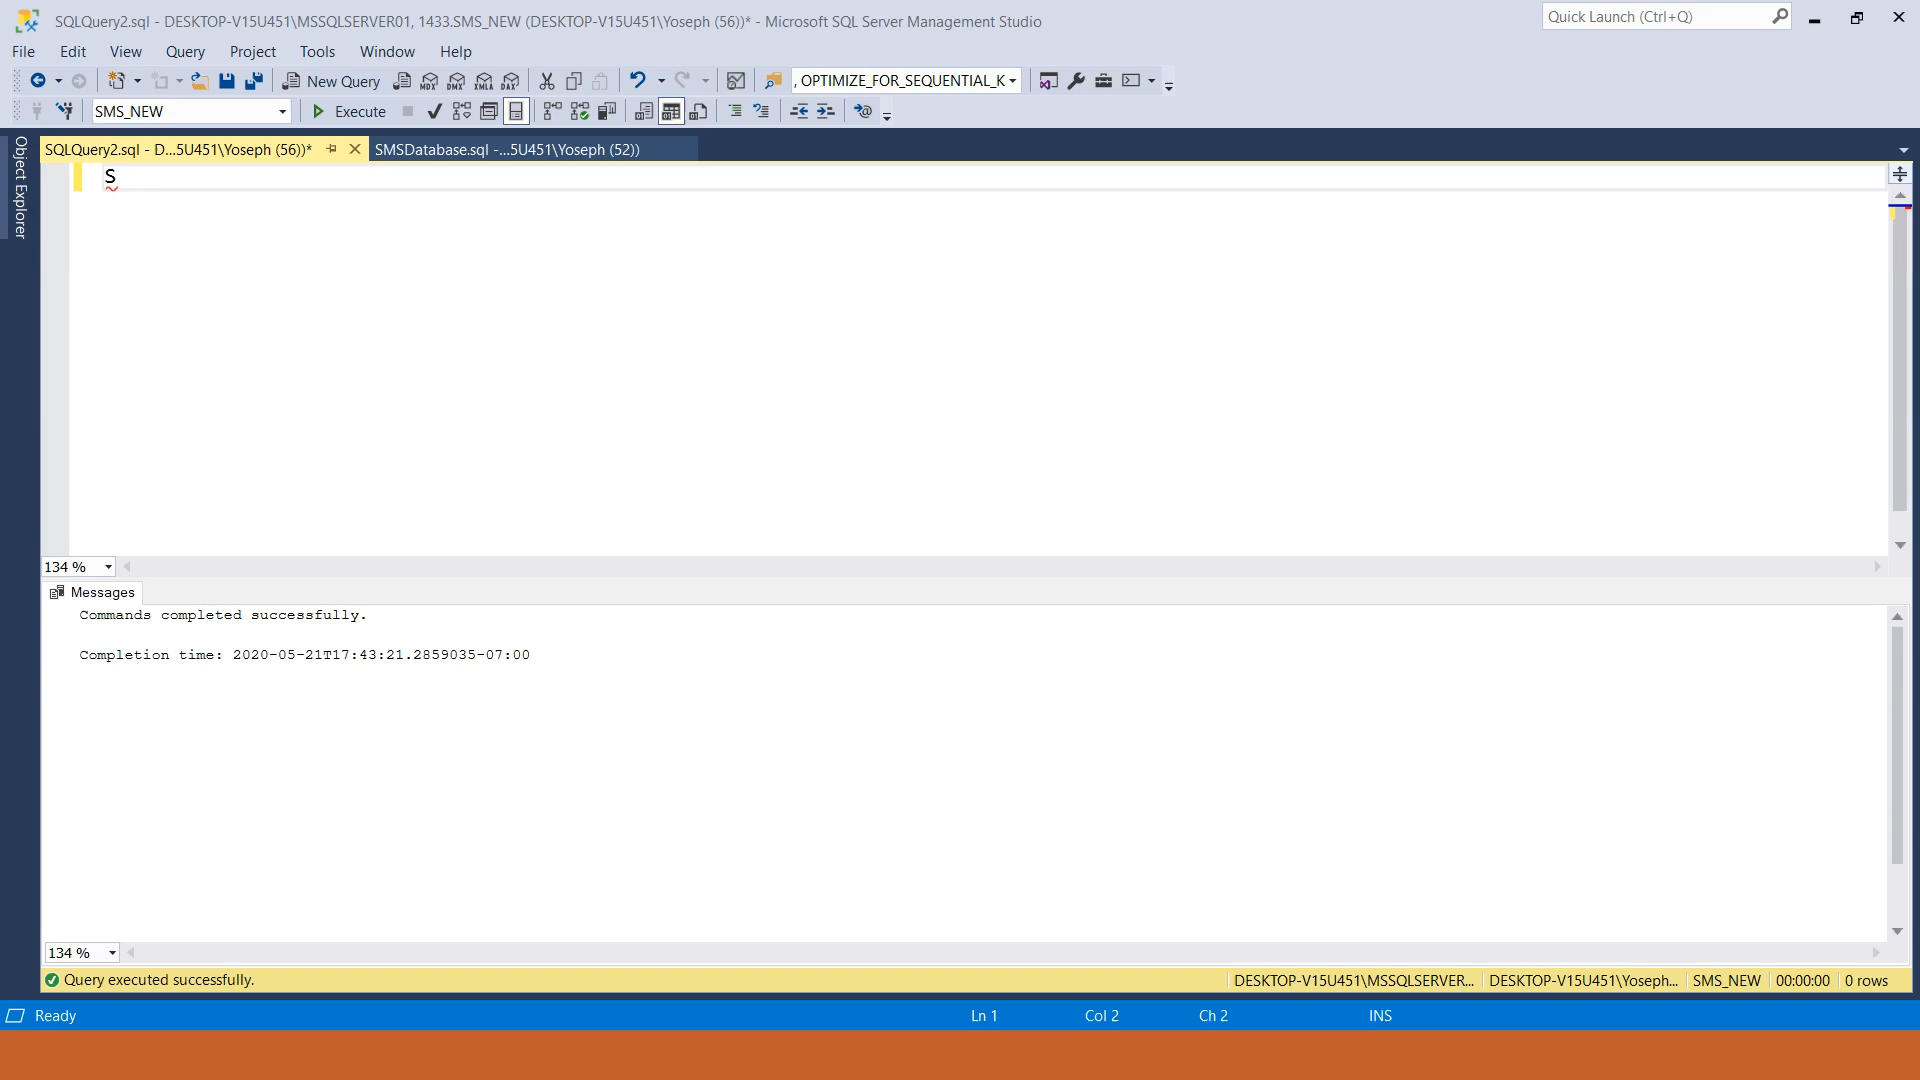 SQLQuery2.sql - DESKTOP-V15U451\MSSQLSERVER01, 1433.SMS_NEW (DESKTOP-V15U451\Yoseph (56))* - Microsoft SQL Server Management Studio
Quick Launch (Ctrl+Q)
File Edit View Query Project Tools Window Help
New Query MDX DMX XMLA DAX , OPTIMIZE_FOR_SEQUENTIAL_K
SMS_NEW Execute
Object Explorer
SQLQuery2.sql - D...5U451\Yoseph (56))* SMSDatabase.sql -...5U451\Yoseph (52))
S
134 %
Messages
Commands completed successfully.
Completion time: 2020-05-21T17:43:21.2859035-07:00
134 %
Query executed successfully. DESKTOP-V15U451\MSSQLSERVER... DESKTOP-V15U451\Yoseph... SMS_NEW 00:00:00 0 rows
Ready Ln 1 Col 2 Ch 2 INS